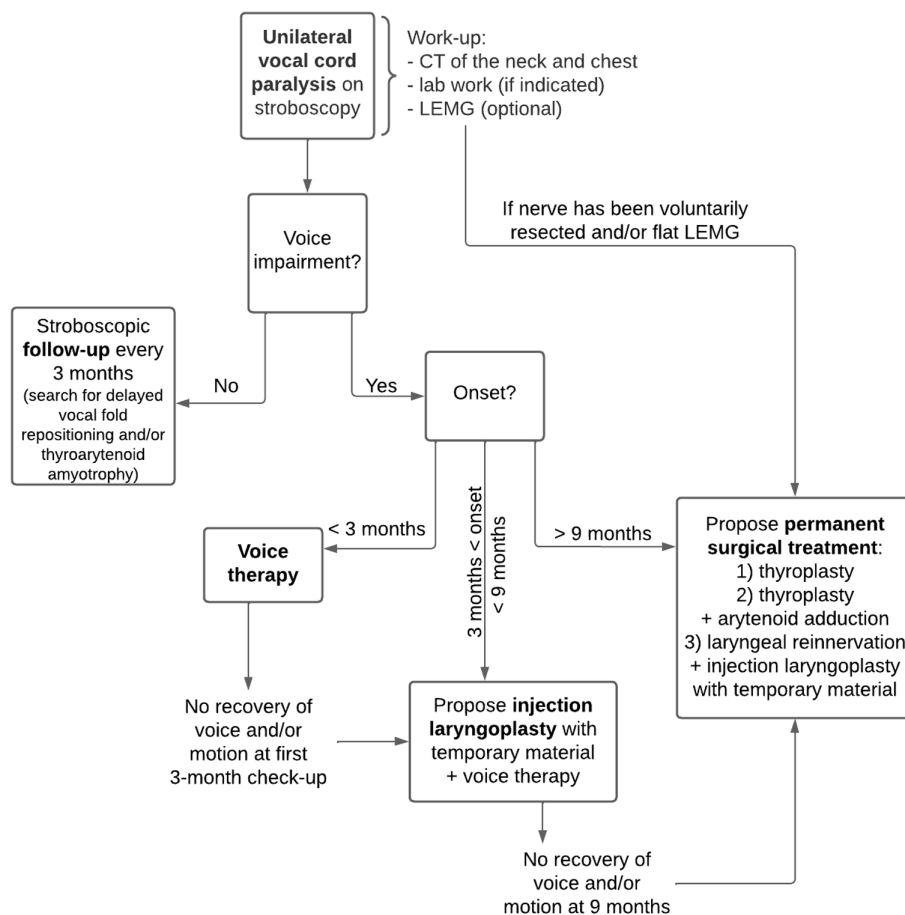 Unilateral
vocal cord
paralysis on
stroboscopy
Work-up:
- CT of the neck and chest
- lab work (if indicated)
- LEMG (optional)
If nerve has been voluntarily
resected and/or flat LEMG
Voice
impairment?
Stroboscopic
follow-up every
3 months
(search for delayed
vocal fold
repositioning and/or
thyroarytenoid
amyotrophy)
No
Yes
Onset?
< 3 months
3 months < onset
< 9 months
> 9 months
Voice
therapy
Propose permanent
surgical treatment:
1) thyroplasty
2) thyroplasty
+ arytenoid adduction
3) laryngeal reinnervation
+ injection laryngoplasty
with temporary material
No recovery of
voice and/or
motion at first
3-month check-up
Propose injection
laryngoplasty with
temporary material
+ voice therapy
No recovery of
voice and/or
motion at 9 months